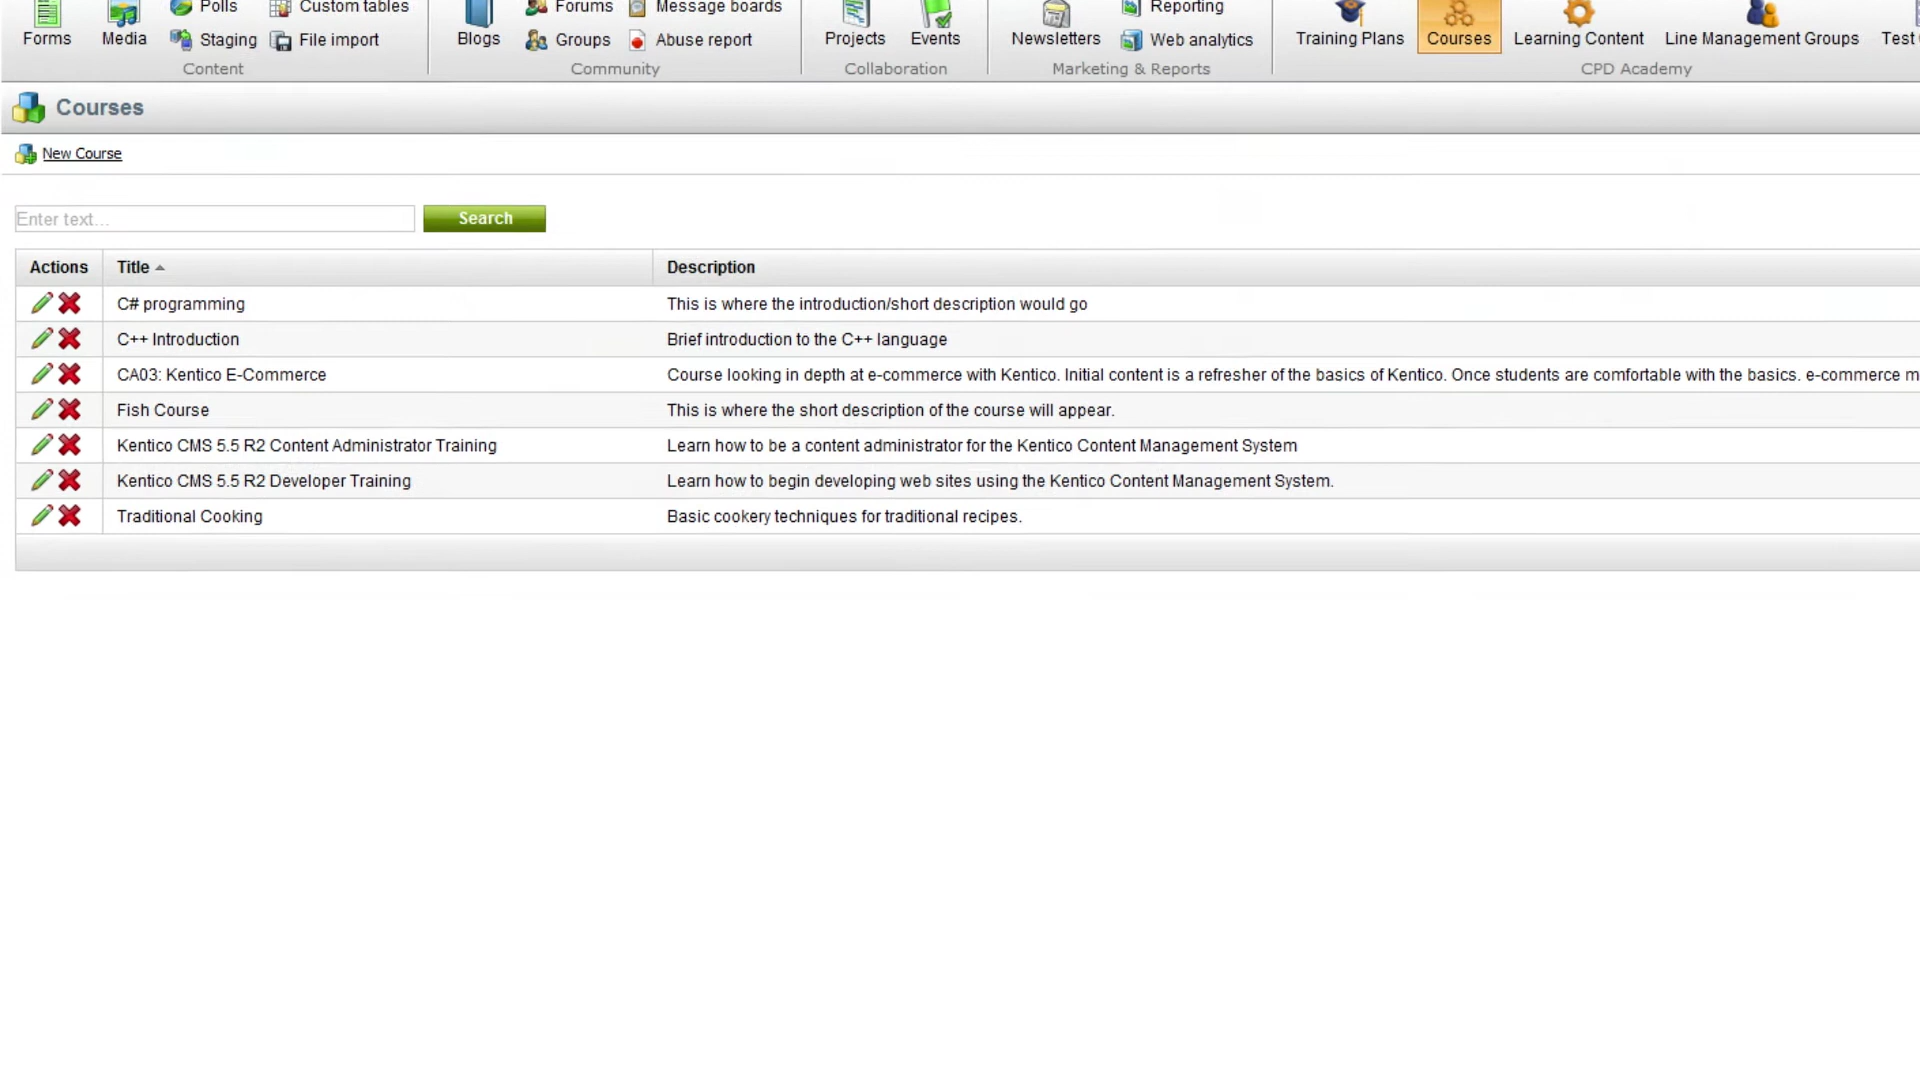 Polls Custom tables Forums Message boards Reporting
Forms Media Staging File import Blogs Groups Abuse report Projects Events Newsletters Web analytics Training Plans Courses Learning Content Line Management Groups Test
Content Community Collaboration Marketing & Reports CPD Academy
Courses
New Course
Enter text... Search
Actions Title Description
C# programming This is where the introduction/short description would go
C++ Introduction Brief introduction to the C++ language
CA03: Kentico E-Commerce Course looking in depth at e-commerce with Kentico. Initial content is a refresher of the basics of Kentico. Once students are comfortable with the basics. e-commerce m
Fish Course This is where the short description of the course will appear.
Kentico CMS 5.5 R2 Content Administrator Training Learn how to be a content administrator for the Kentico Content Management System
Kentico CMS 5.5 R2 Developer Training Learn how to begin developing web sites using the Kentico Content Management System.
Traditional Cooking Basic cookery techniques for traditional recipes.